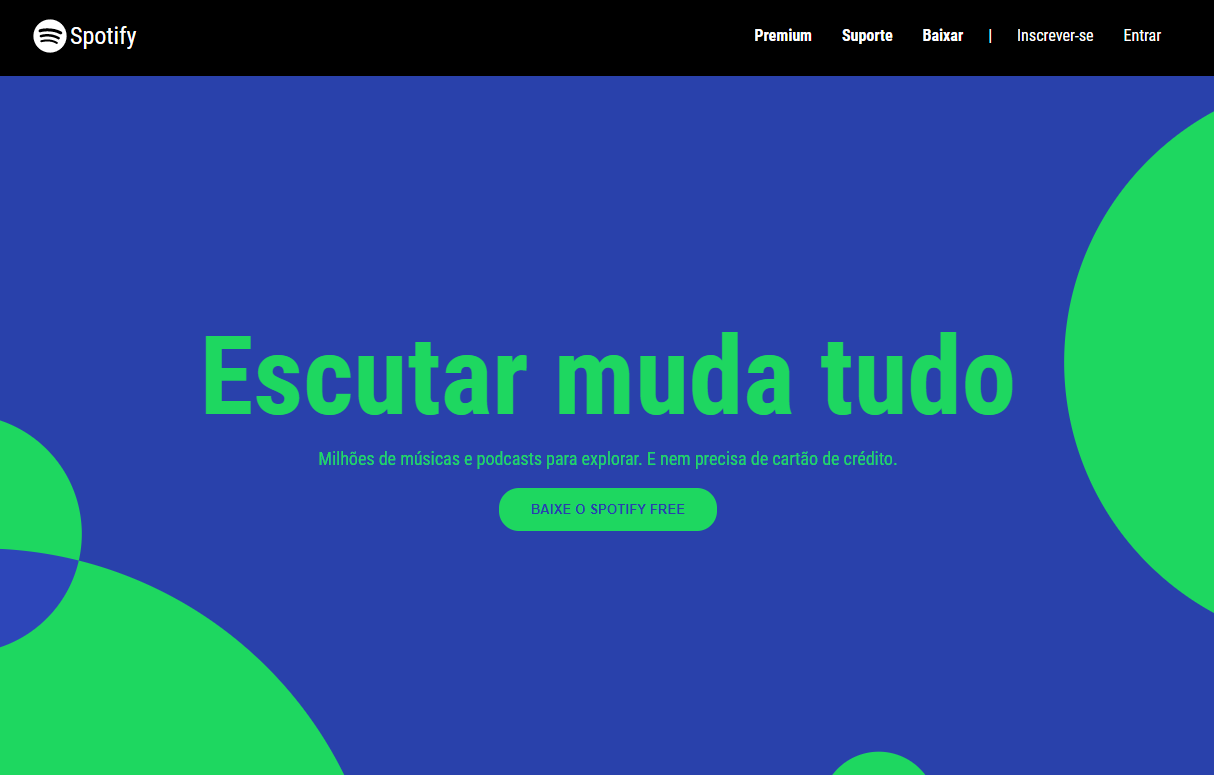 Spotify
Premium Suporte Baixar | Inscrever-se Entrar
Escutar muda tudo
Milhões de músicas e podcasts para explorar. E nem precisa de cartão de crédito.
BAIXE O SPOTIFY FREE